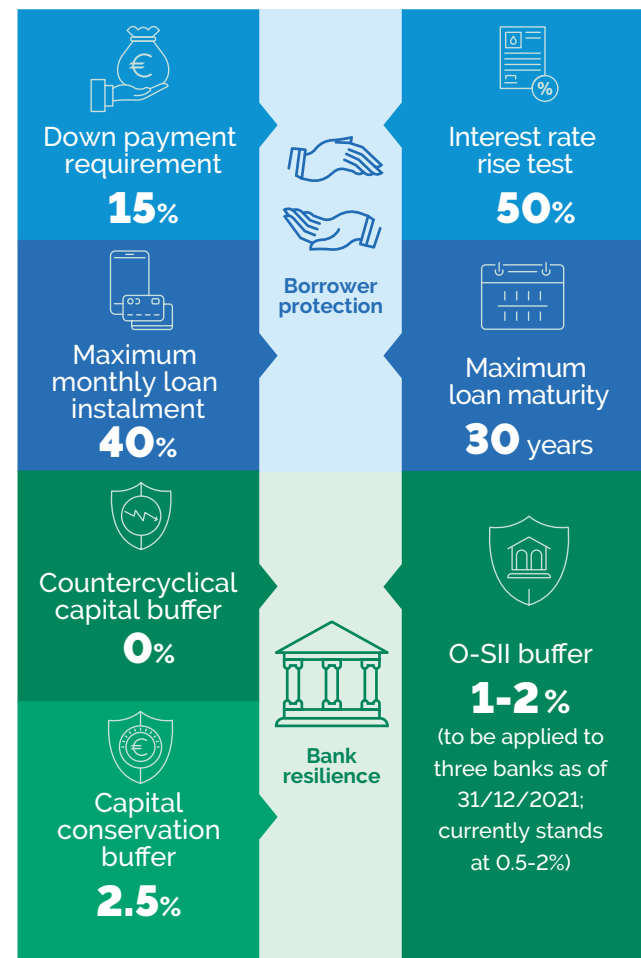 Down payment
requirement
15%
Interest rate
rise test
50%
Borrower
protection
Maximum
monthly loan
instalment
40%
Maximum
loan maturity
30 years
Countercyclical
capital buffer
0%
O-SII buffer
1-2%
(to be applied to
three banks as of
31/12/2021;
currently stands
at 0.5-2%)
Bank
resilience
Capital
conservation
buffer
2.5%